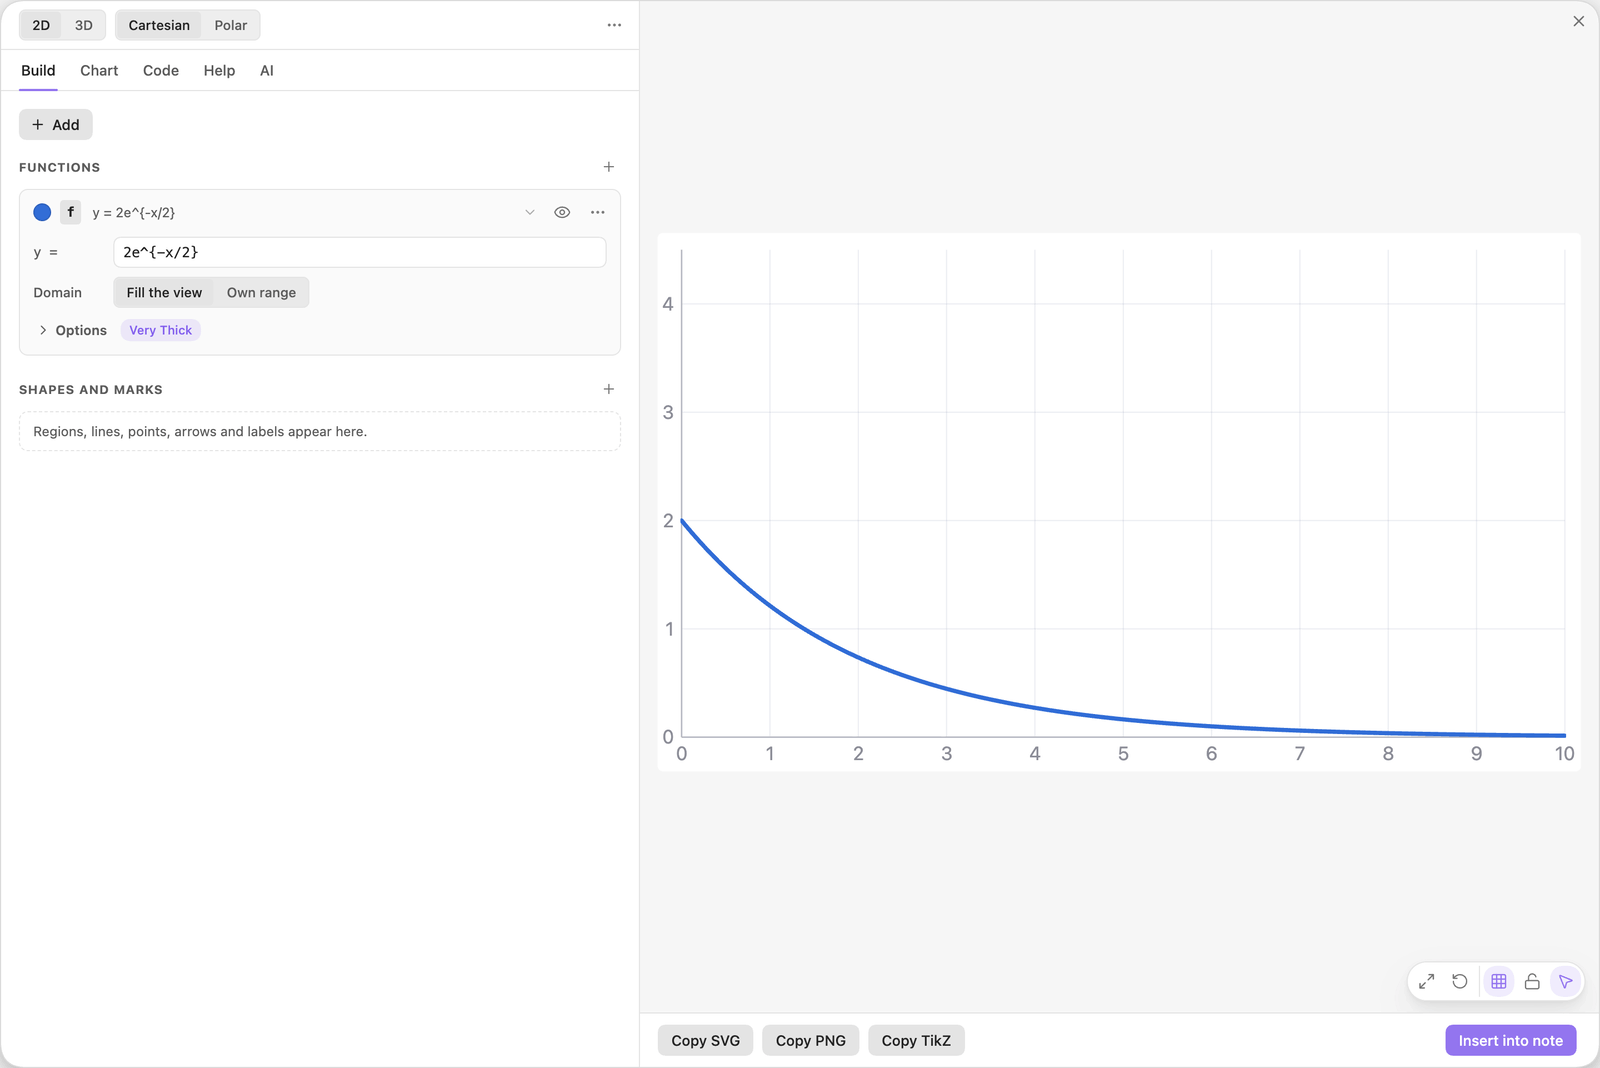 2D 3D Cartesian Polar
Build Chart Code Help AI
+ Add
FUNCTIONS
f y = 2e^{-x/2}
y = 2e^{-x/2}
Domain Fill the view Own range
Options Very Thick
SHAPES AND MARKS
Regions, lines, points, arrows and labels appear here.
4
3
2
1
0
0 1 2 3 4 5 6 7 8 9 10
Copy SVG Copy PNG Copy TikZ Insert into note